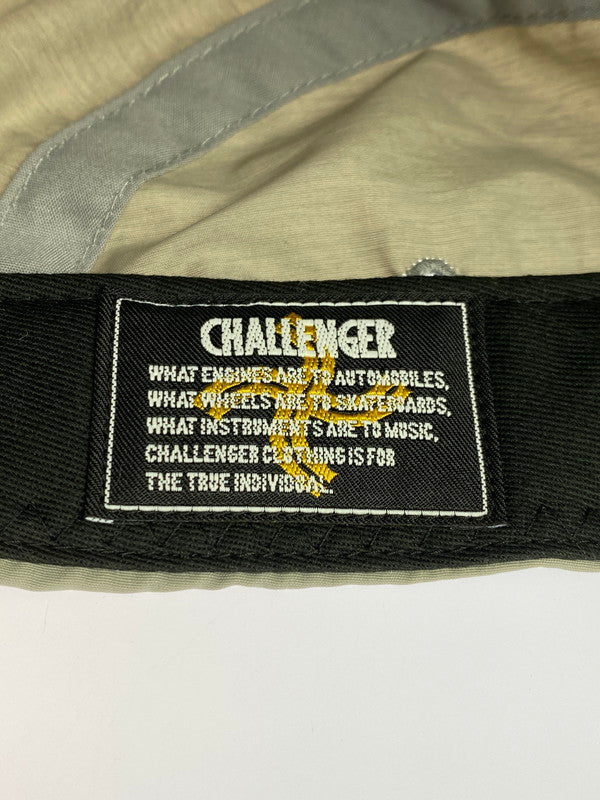 CHALLENGER
WHAT ENGINES ARE TO AUTOMOBILES,
WHAT WHEELS ARE TO SKATEBOARDS,
WHAT INSTRUMENTS ARE TO MUSIC,
CHALLENGER CLOTHING IS FOR
THE TRUE INDIVIDUAL.